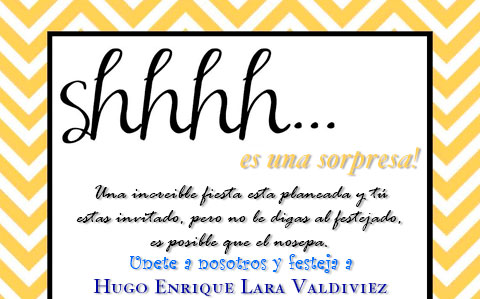 shhhh...
es una sorpresa!
Una increible fiesta esta planeada y tú
estas invitado, pero no le digas al festejado,
es posible que el nosepa.
Unete a nosotros y festeja a
Hugo Enrique Lara Valdiviez